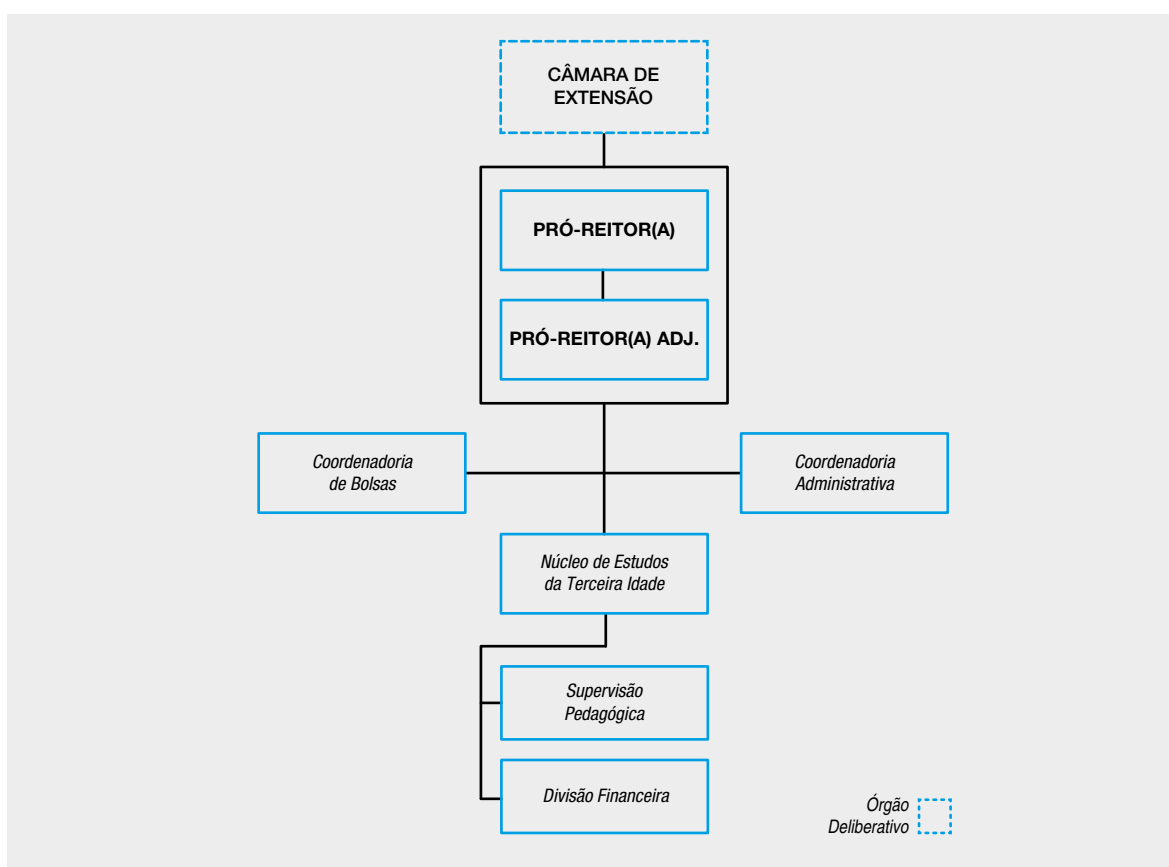 CÂMARA DE
EXTENSÃO
PRÓ-REITOR(A)
PRÓ-REITOR(A) ADJ.
Coordenadoria
de Bolsas
Coordenadoria
Administrativa
Núcleo de Estudos
da Terceira Idade
Supervisão
Pedagógica
Divisão Financeira
Órgão
Deliberativo